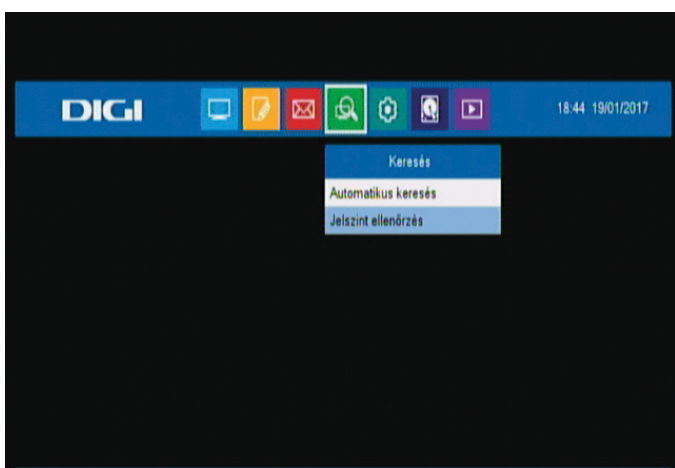 DIGI
18:44 19/01/2017
Keresés
Automatikus keresés
Jelszint ellenőrzés